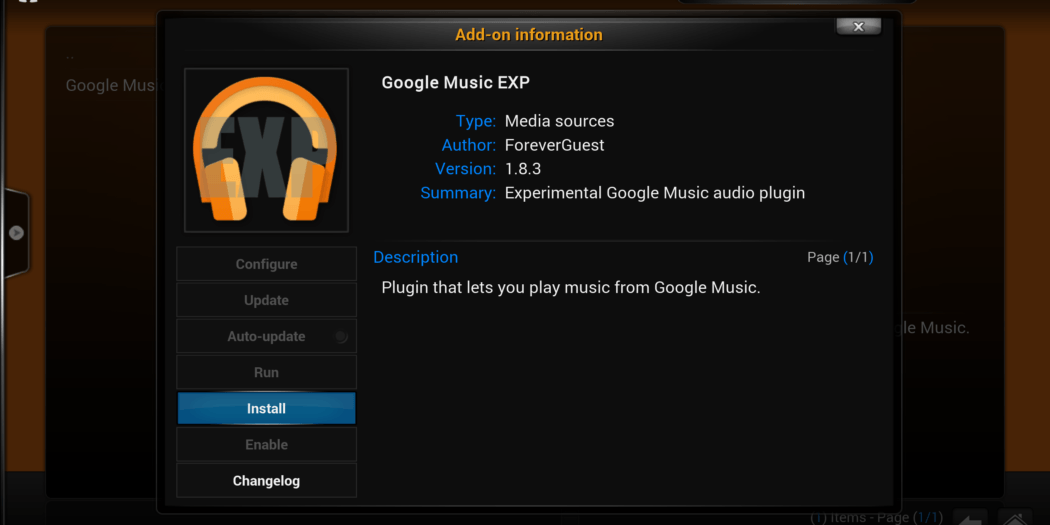 Add-on information
..
Google Mus
EXP
Google Music EXP
Type: Media sources
Author: ForeverGuest
Version: 1.8.3
Summary: Experimental Google Music audio plugin
Configure
Update
Auto-update
Run
Install
Enable
Changelog
Description
Page (1/1)
Plugin that lets you play music from Google Music.
gle Music.
(1) items - Page (1/1)